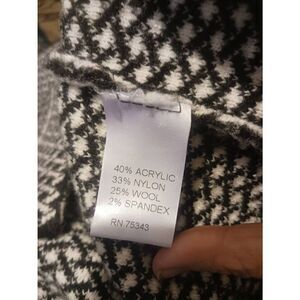 40% ACRYLIC
33% NYLON
25% WOOL
2% SPANDEX
RN 75343